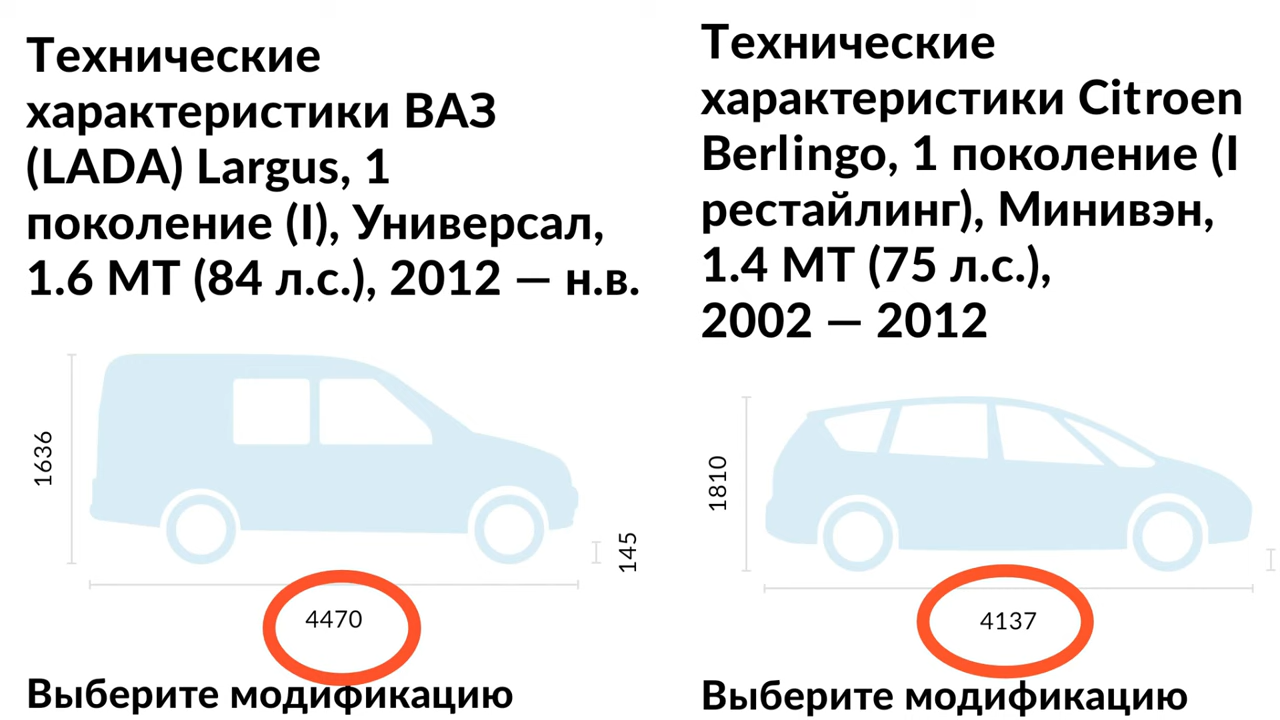 Технические
характеристики ВАЗ
(LADA) Largus, 1
поколение (I), Универсал,
1.6 MT (84 л.с.), 2012 — н.в.
1636
145
4470
Выберите модификацию
Технические
характеристики Citroen
Berlingo, 1 поколение (I
рестайлинг), Минивэн,
1.4 MT (75 л.с.),
2002 — 2012
1810
4137
Выберите модификацию